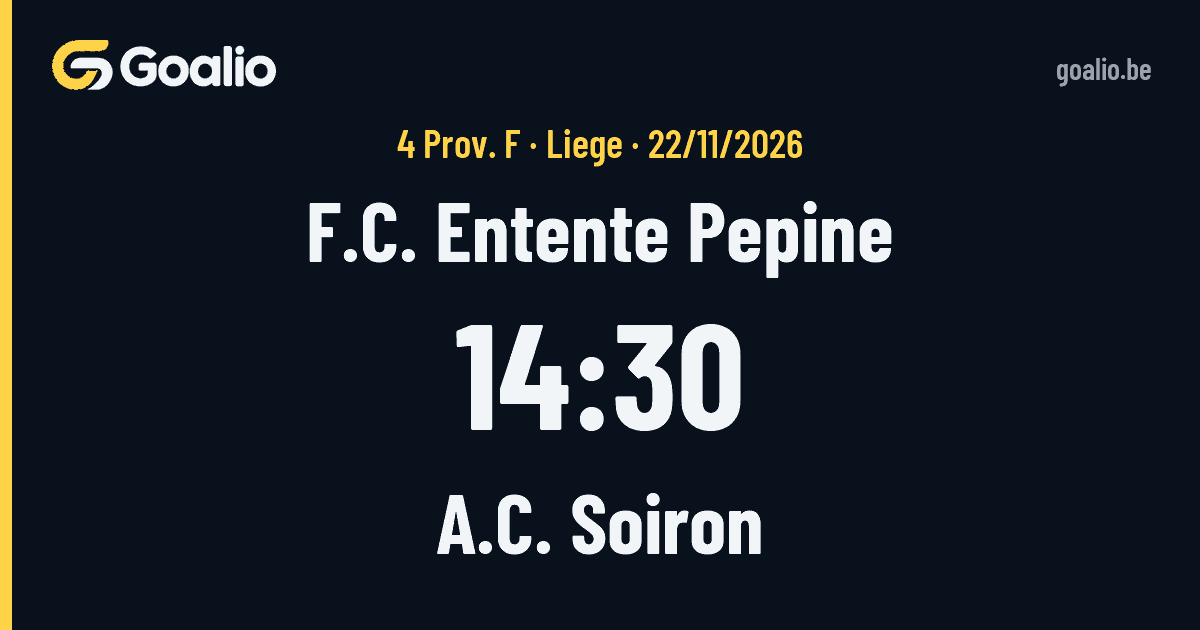 Goalio
goalio.be
4 Prov. F · Liege · 22/11/2026
F.C. Entente Pepine
14:30
A.C. Soiron